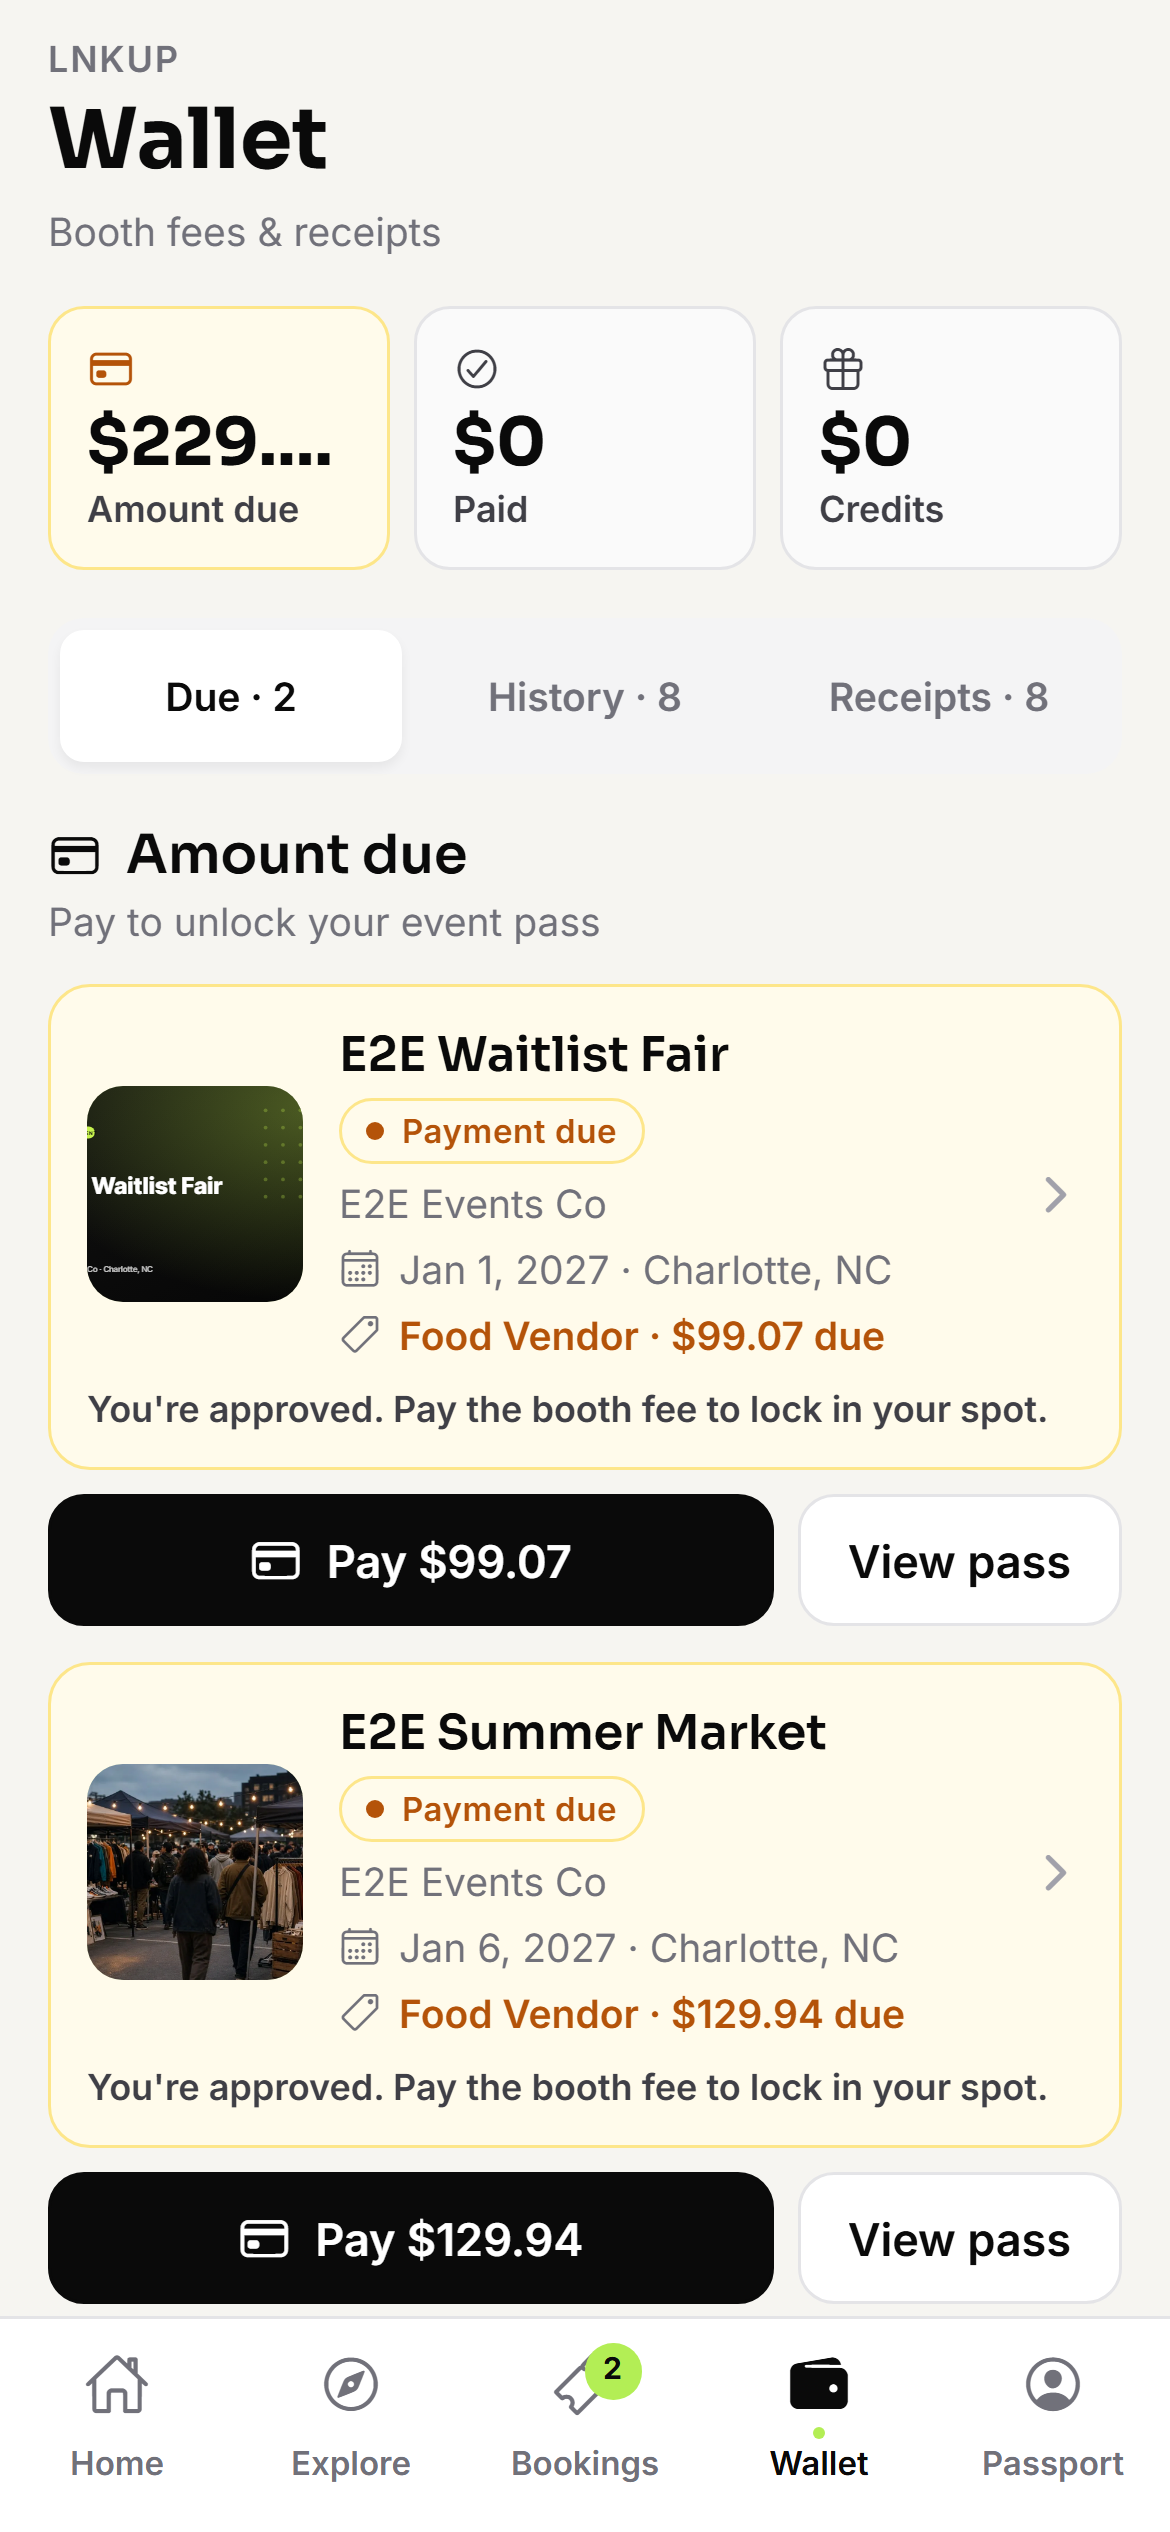 LNKUP
Wallet
Booth fees & receipts
$229....
Amount due
$0
Paid
$0
Credits
Due · 2
History · 8
Receipts · 8
Amount due
Pay to unlock your event pass
E2E Waitlist Fair
Payment due
Waitlist Fair
E2E Events Co
Co · Charlotte, NC
Jan 1, 2027 · Charlotte, NC
Food Vendor · $99.07 due
You're approved. Pay the booth fee to lock in your spot.
Pay $99.07
View pass
E2E Summer Market
Payment due
E2E Events Co
Jan 6, 2027 · Charlotte, NC
Food Vendor · $129.94 due
You're approved. Pay the booth fee to lock in your spot.
Pay $129.94
View pass
2
Home
Explore
Bookings
Wallet
Passport